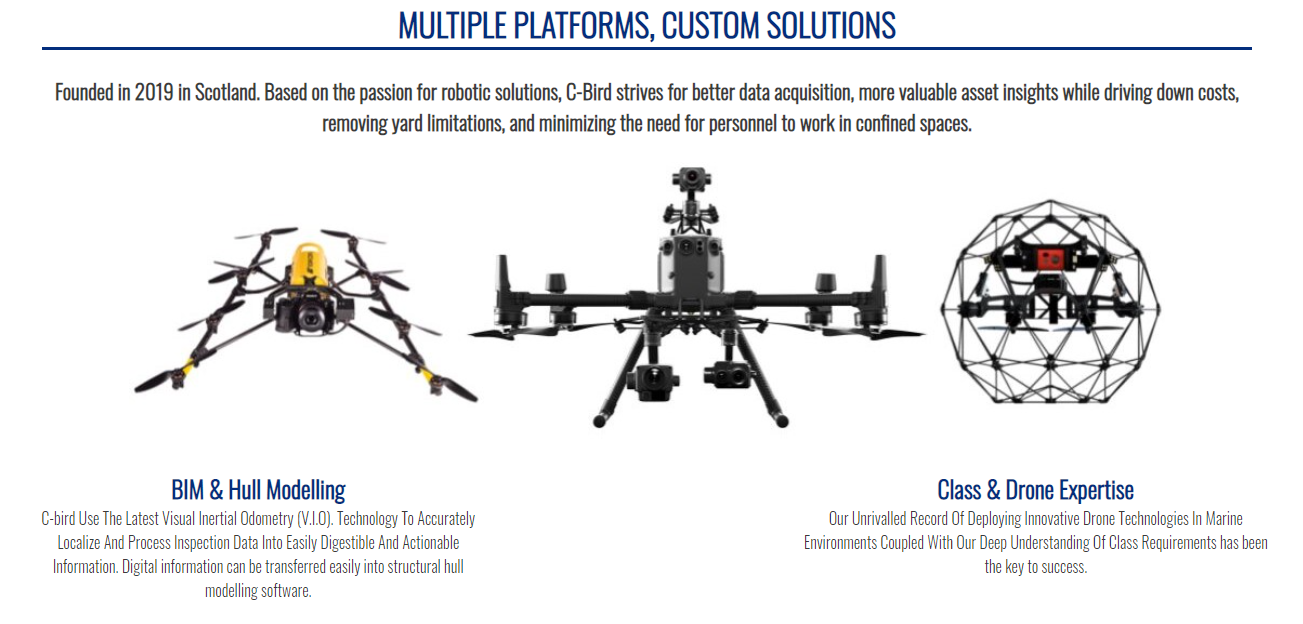 MULTIPLE PLATFORMS, CUSTOM SOLUTIONS
Founded in 2019 in Scotland. Based on the passion for robotic solutions, C-Bird strives for better data acquisition, more valuable asset insights while driving down costs,
removing yard limitations, and minimizing the need for personnel to work in confined spaces.
BIM & Hull Modelling
C-bird Use The Latest Visual Inertial Odometry (V.I.O). Technology To Accurately
Localize And Process Inspection Data Into Easily Digestible And Actionable
Information. Digital information can be transferred easily into structural hull
modelling software.
Class & Drone Expertise
Our Unrivalled Record Of Deploying Innovative Drone Technologies In Marine
Environments Coupled With Our Deep Understanding Of Class Requirements has been
the key to success.